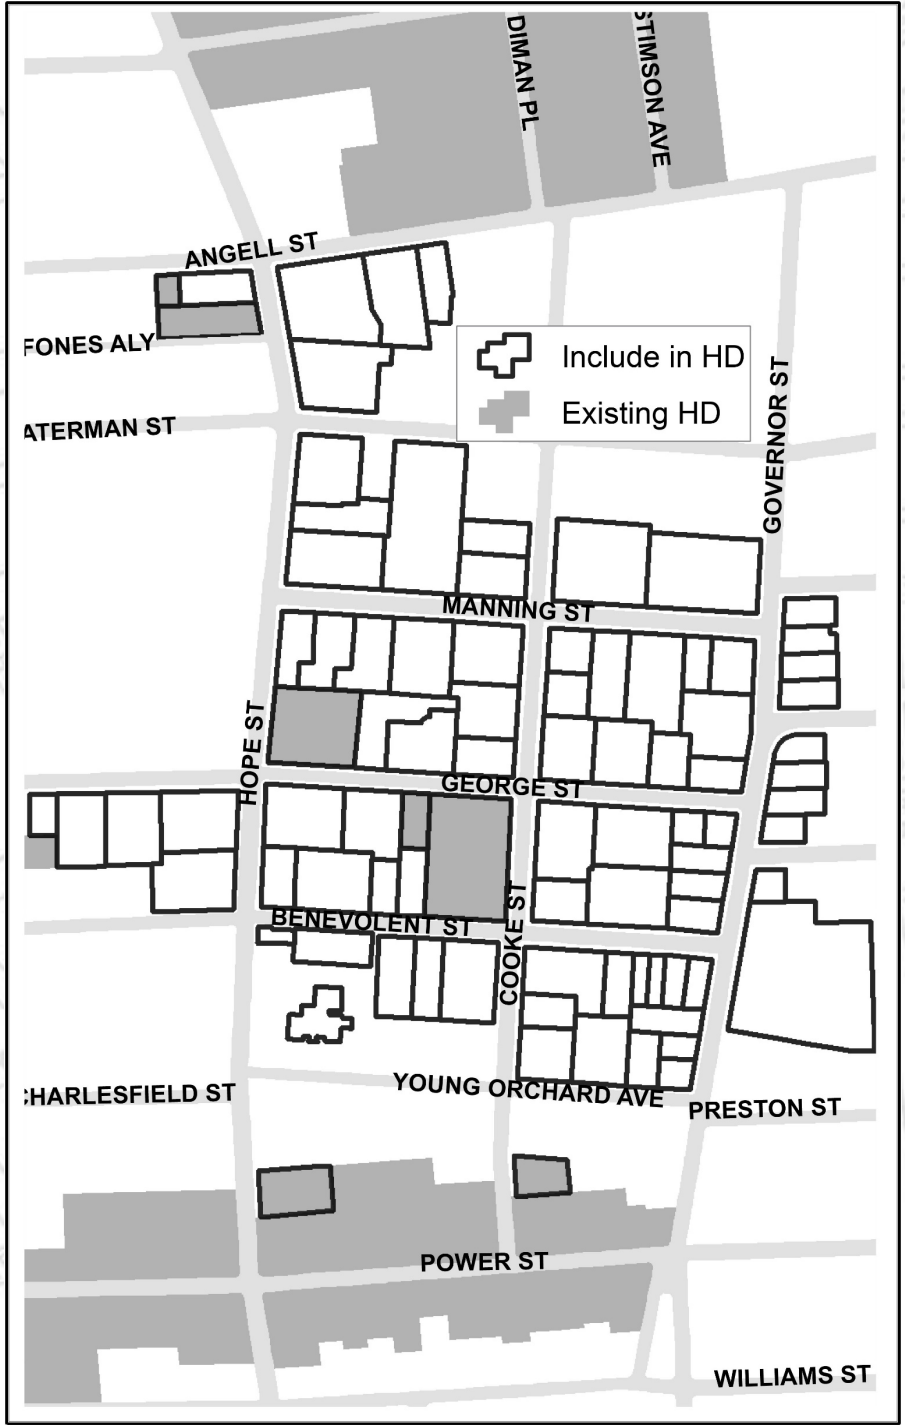 DIMAN PL
STIMSON AVE
ANGELL ST
FONES ALY
Include in HD
Existing HD
ATERMAN ST
GOVERNOR ST
MANNING ST
HOPE ST
GEORGE ST
BENEVOLENT ST
COOKE ST
CHARLESFIELD ST
YOUNG ORCHARD AVE
PRESTON ST
POWER ST
WILLIAMS ST